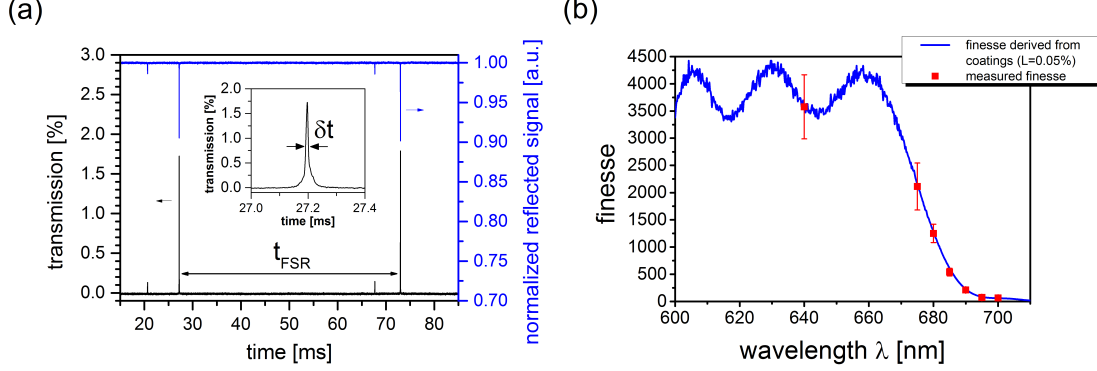 (a)
3.0
2.5
2.0
1.5
1.0
0.5
0.0
transmission [%]
20 30 40 50 60 70 80
time [ms]
1.00
0.95
0.90
0.85
0.80
0.75
0.70
normalized reflected signal [a.u.]
2.0
1.5
1.0
0.5
0.0
transmission [%]
27.0 27.2 27.4
time [ms]
δt
t_FSR
(b)
finesse derived from
coatings (L=0.05%)
measured finesse
4500
4000
3500
3000
2500
2000
1500
1000
500
0
finesse
600 620 640 660 680 700
wavelength λ [nm]